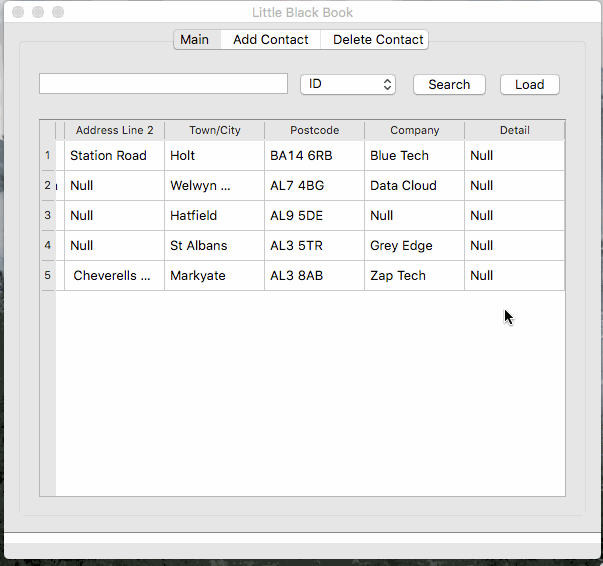 Little Black Book
Main Add Contact Delete Contact
ID Search Load
Address Line 2 Town/City Postcode Company Detail
1 Station Road Holt BA14 6RB Blue Tech Null
2 Null Welwyn ... AL7 4BG Data Cloud Null
3 Null Hatfield AL9 5DE Null Null
4 Null St Albans AL3 5TR Grey Edge Null
5 Cheverells ... Markyate AL3 8AB Zap Tech Null